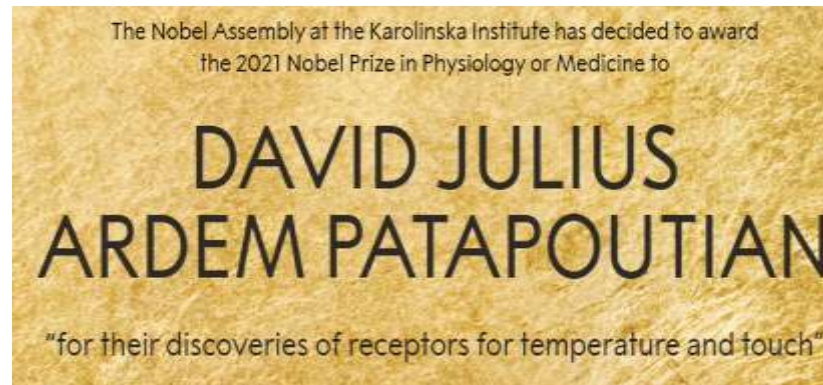 The Nobel Assembly at the Karolinska Institute has decided to award
the 2021 Nobel Prize in Physiology or Medicine to
DAVID JULIUS
ARDEM PATAPOUTIAN
“for their discoveries of receptors for temperature and touch”